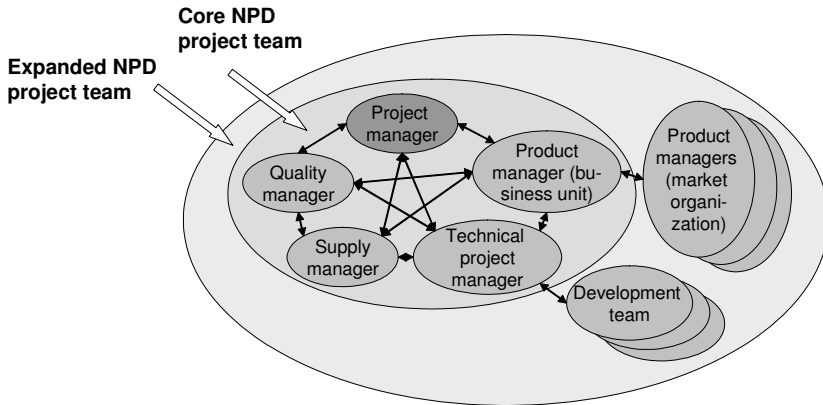 Core NPD
project team
Expanded NPD
project team
Project
manager
Quality
manager
Product
manager (bu-
siness unit)
Supply
manager
Technical
project
manager
Product
managers
(market
organi-
zation)
Development
team